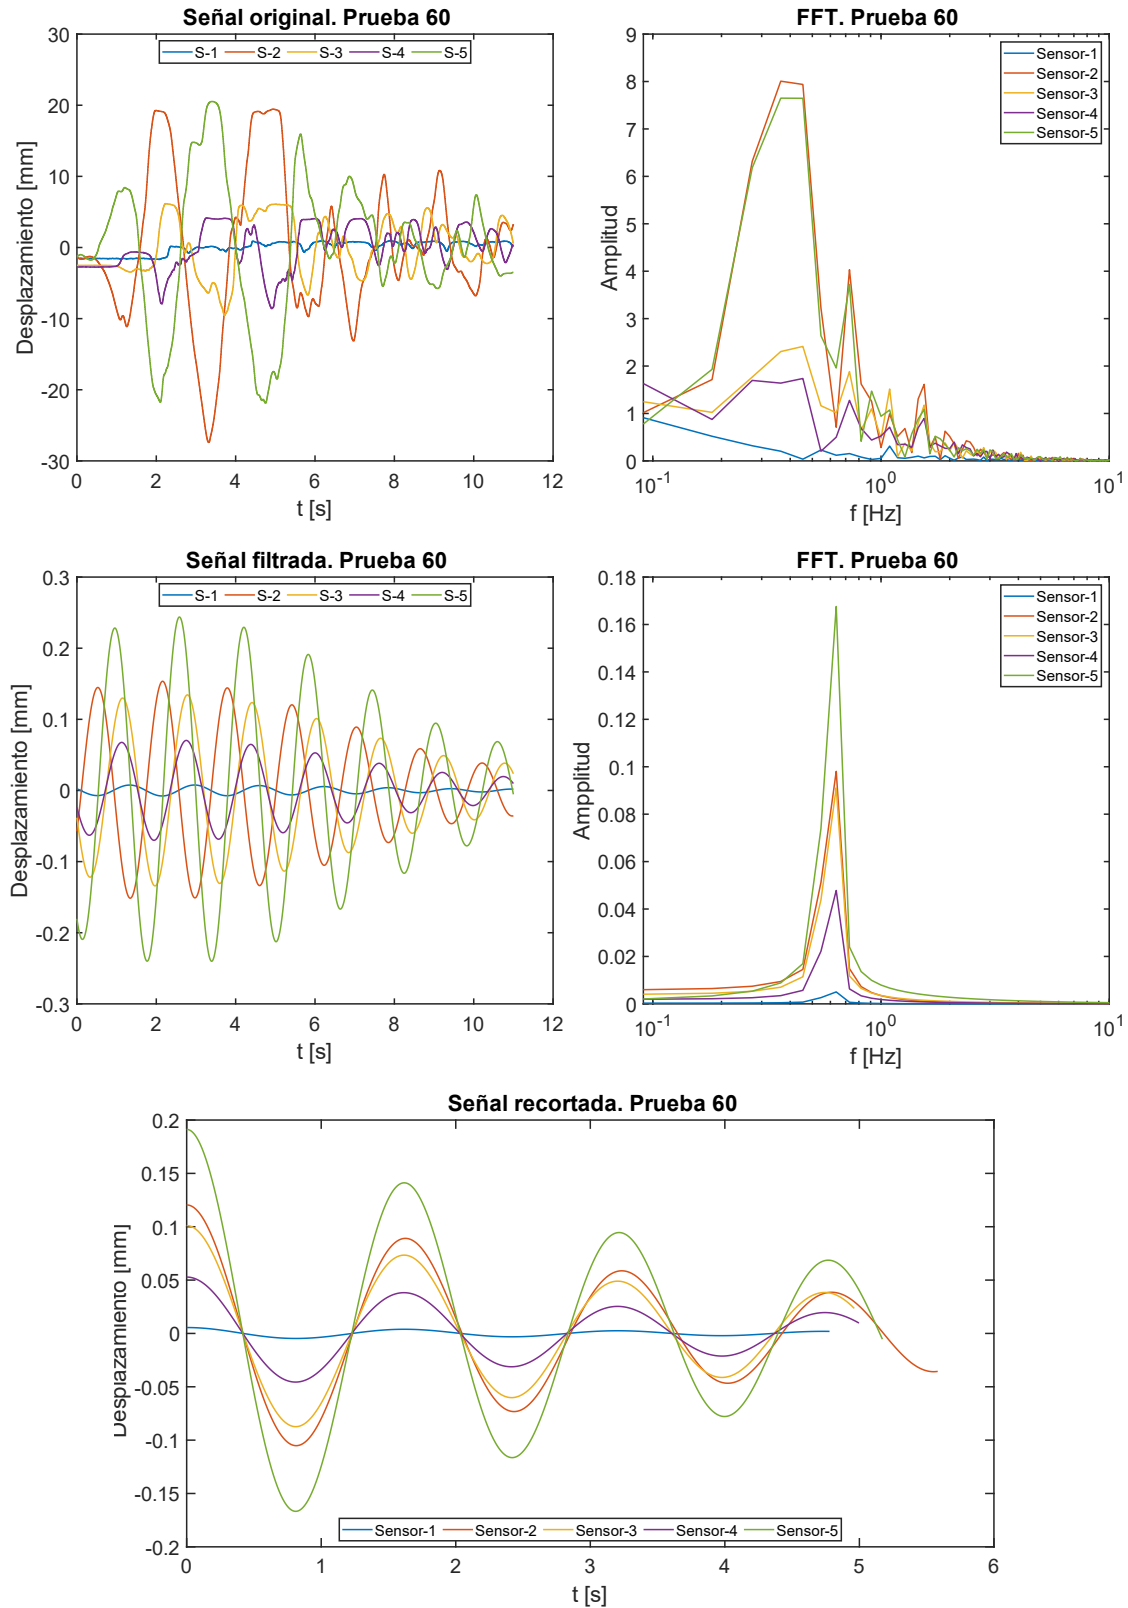 Señal original. Prueba 60
S-1 S-2 S-3 S-4 S-5
30
20
10
0
-10
-20
-30
Desplazamiento [mm]
0 2 4 6 8 10 12
t [s]
FFT. Prueba 60
Sensor-1
Sensor-2
Sensor-3
Sensor-4
Sensor-5
9
8
7
6
5
4
3
2
1
0
Amplitud
10-1 100 101
f [Hz]
Señal filtrada. Prueba 60
S-1 S-2 S-3 S-4 S-5
0.3
0.2
0.1
0
-0.1
-0.2
-0.3
Desplazamiento [mm]
0 2 4 6 8 10 12
t [s]
FFT. Prueba 60
Sensor-1
Sensor-2
Sensor-3
Sensor-4
Sensor-5
0.18
0.16
0.14
0.12
0.1
0.08
0.06
0.04
0.02
0
Ampplitud
10-1 100 101
f [Hz]
Señal recortada. Prueba 60
0.2
0.15
0.1
0.05
0
-0.05
-0.1
-0.15
-0.2
Desplazamiento [mm]
Sensor-1 Sensor-2 Sensor-3 Sensor-4 Sensor-5
0 1 2 3 4 5 6
t [s]